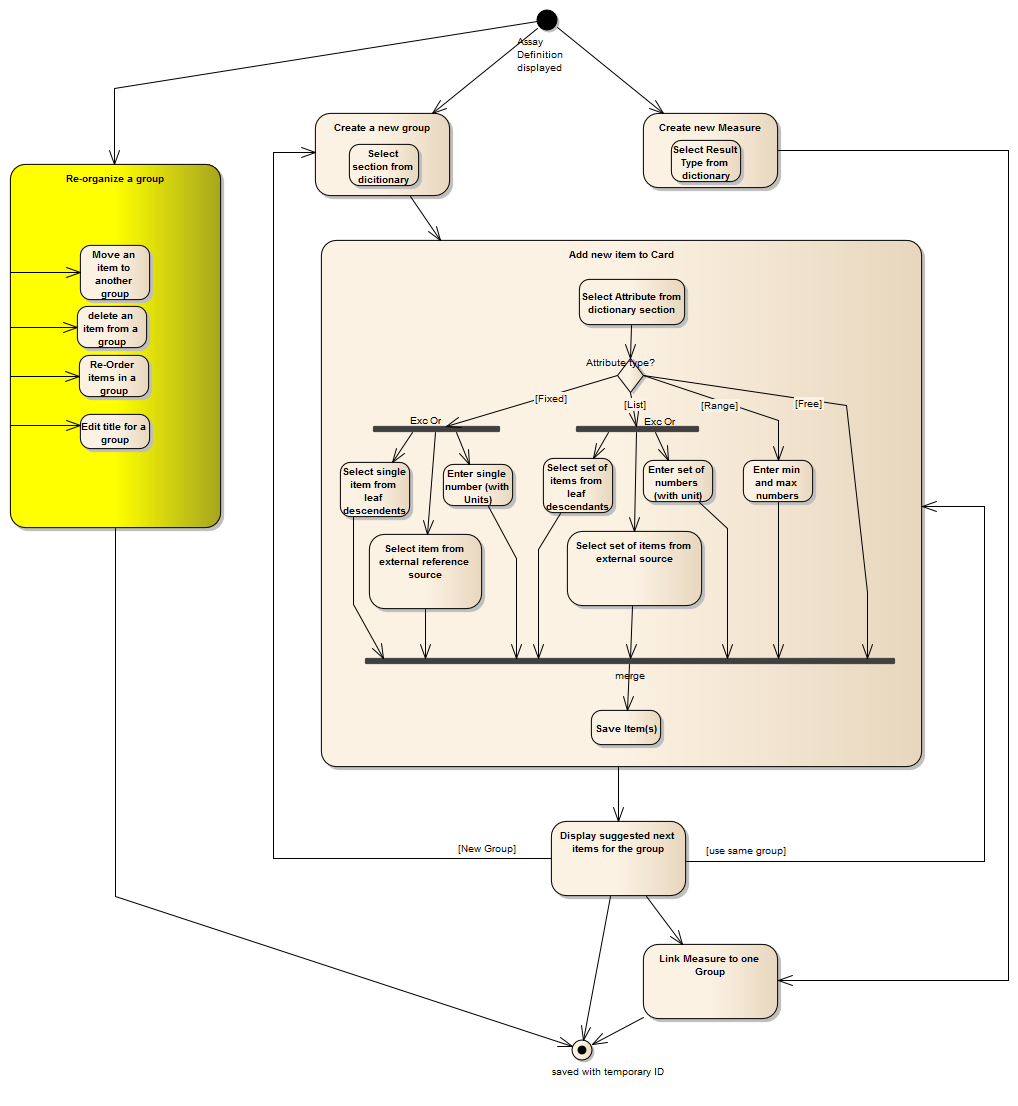 Assay
Definition
displayed
Create a new group
Select
section from
dicitionary
Create new Measure
Select Result
Type from
dictionary
Re-organize a group
Move an
item to
another
group
delete an
item from a
group
Re-Order
items in a
group
Edit title for a
group
Add new item to Card
Select Attribute from
dictionary section
Attribute type?
[Fixed]
[List]
[Range]
[Free]
Exc Or
Exc Or
Select single
item from
leaf
descendents
Enter single
number (with
Units)
Select set of
items from
leaf
descendants
Enter set of
numbers
(with unit)
Enter min
and max
numbers
Select item from
external reference
source
Select set of items from
external source
merge
Save Item(s)
Display suggested next
items for the group
[New Group]
[use same group]
Link Measure to one
Group
saved with temporary ID